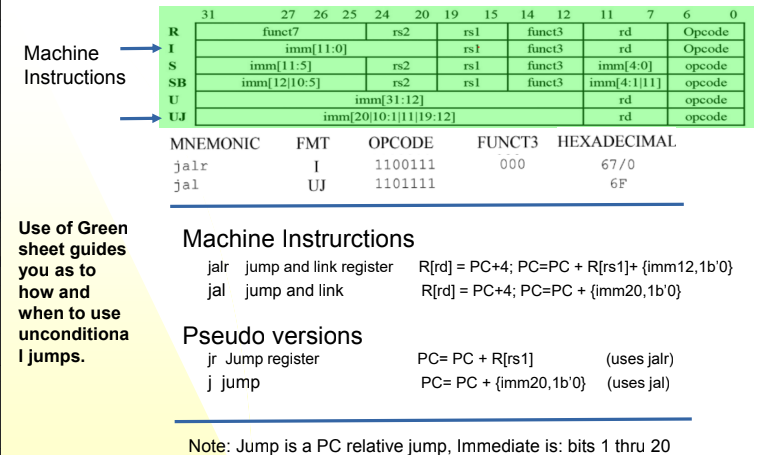 31 27 26 25 24 20 19 15 14 12 11 7 6 0
R funct7 rs2 rs1 funct3 rd Opcode
I imm[11:0] rs1 funct3 rd opcode
S imm[11:5] rs2 rs1 funct3 imm[4:0] opcode
SB imm[12|10:5] rs2 rs1 funct3 imm[4:1|11] opcode
U imm[31:12] rd opcode
UJ imm[20|10:1|11|19:12] rd opcode
Machine
Instructions
MNEMONIC FMT OPCODE FUNCT3 HEXADECIMAL
jalr I 1100111 000 67/0
jal UJ 1101111 6F
Use of Green
sheet guides
you as to
how and
when to use
unconditiona
l jumps.
Machine Instrurctions
jalr jump and link register R[rd] = PC+4; PC=PC + R[rs1]+ {imm12,1b'0}
jal jump and link R[rd] = PC+4; PC=PC + {imm20,1b'0}
Pseudo versions
jr Jump register PC= PC + R[rs1] (uses jalr)
j jump PC= PC + {imm20,1b'0} (uses jal)
Note: Jump is a PC relative jump, Immediate is: bits 1 thru 20